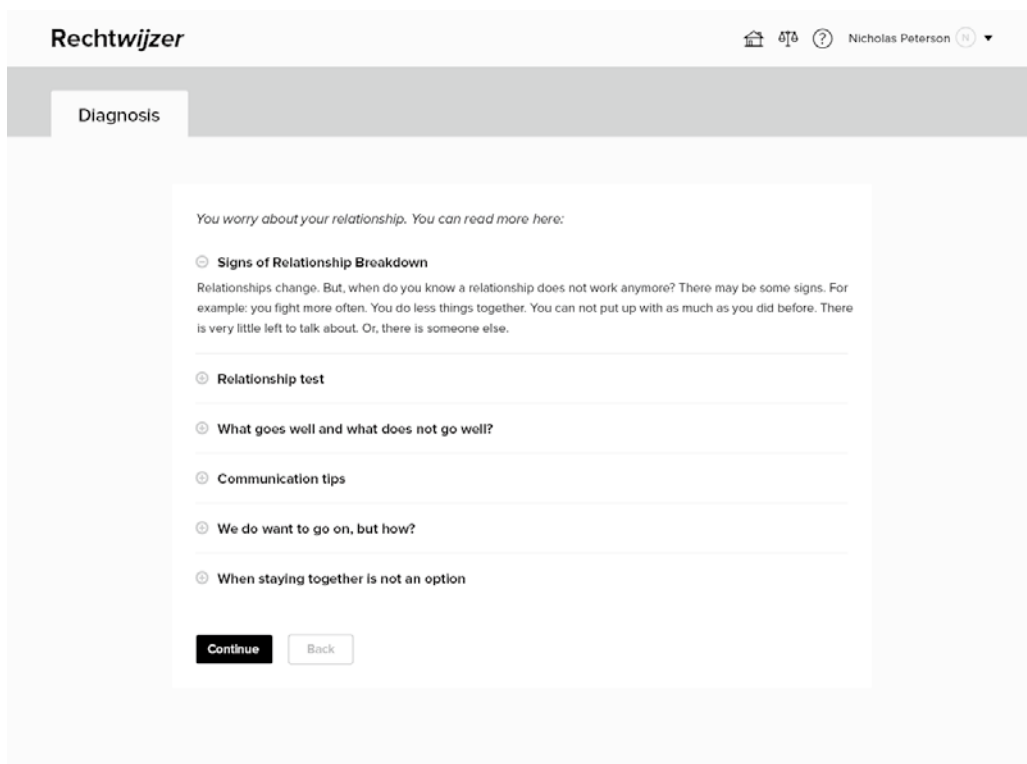 Rechtwijzer
? Nicholas Peterson N
Diagnosis
You worry about your relationship. You can read more here:
Signs of Relationship Breakdown
Relationships change. But, when do you know a relationship does not work anymore? There may be some signs. For
example: you fight more often. You do less things together. You can not put up with as much as you did before. There
is very little left to talk about. Or, there is someone else.
Relationship test
What goes well and what does not go well?
Communication tips
We do want to go on, but how?
When staying together is not an option
Continue Back